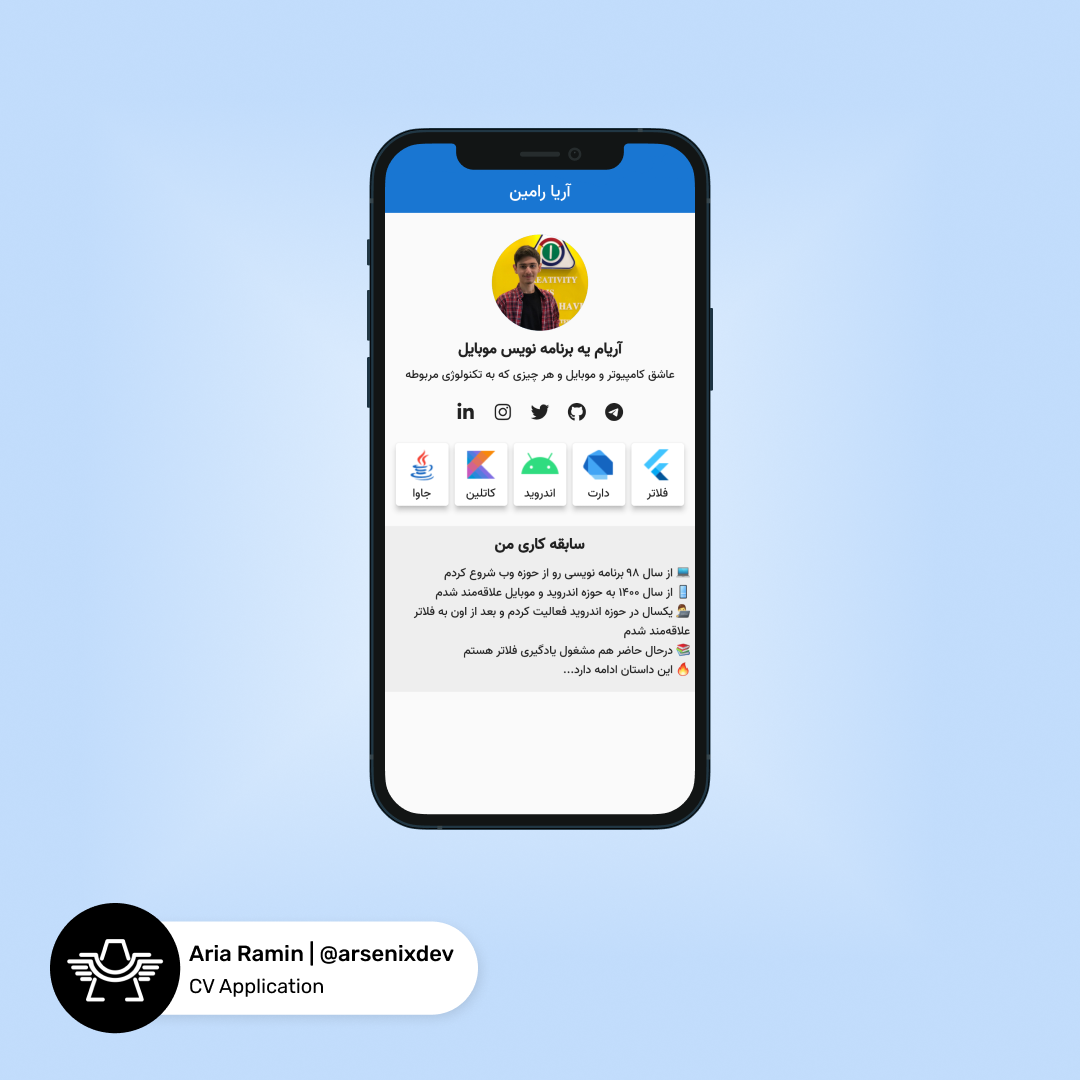 آریا رامین
EATIVITY
HAV
آریام یه برنامه نویس موبایل
عاشق کامپیوتر و موبایل و هر چیزی که به تکنولوژی مربوطه
in
فلاتر
دارت
اندروید
کاتلین
جاوا
سابقه کاری من
💻 از سال ۹۸ برنامه نویسی رو از حوزه وب شروع کردم
📱 از سال ۱۴۰۰ به حوزه اندروید و موبایل علاقه‌مند شدم
👨‍💻 یکسال در حوزه اندروید فعالیت کردم و بعد از اون به فلاتر
علاقه‌مند شدم
📚 درحال حاضر هم مشغول یادگیری فلاتر هستم
🔥 این داستان ادامه دارد...
Aria Ramin | @arsenixdev
CV Application